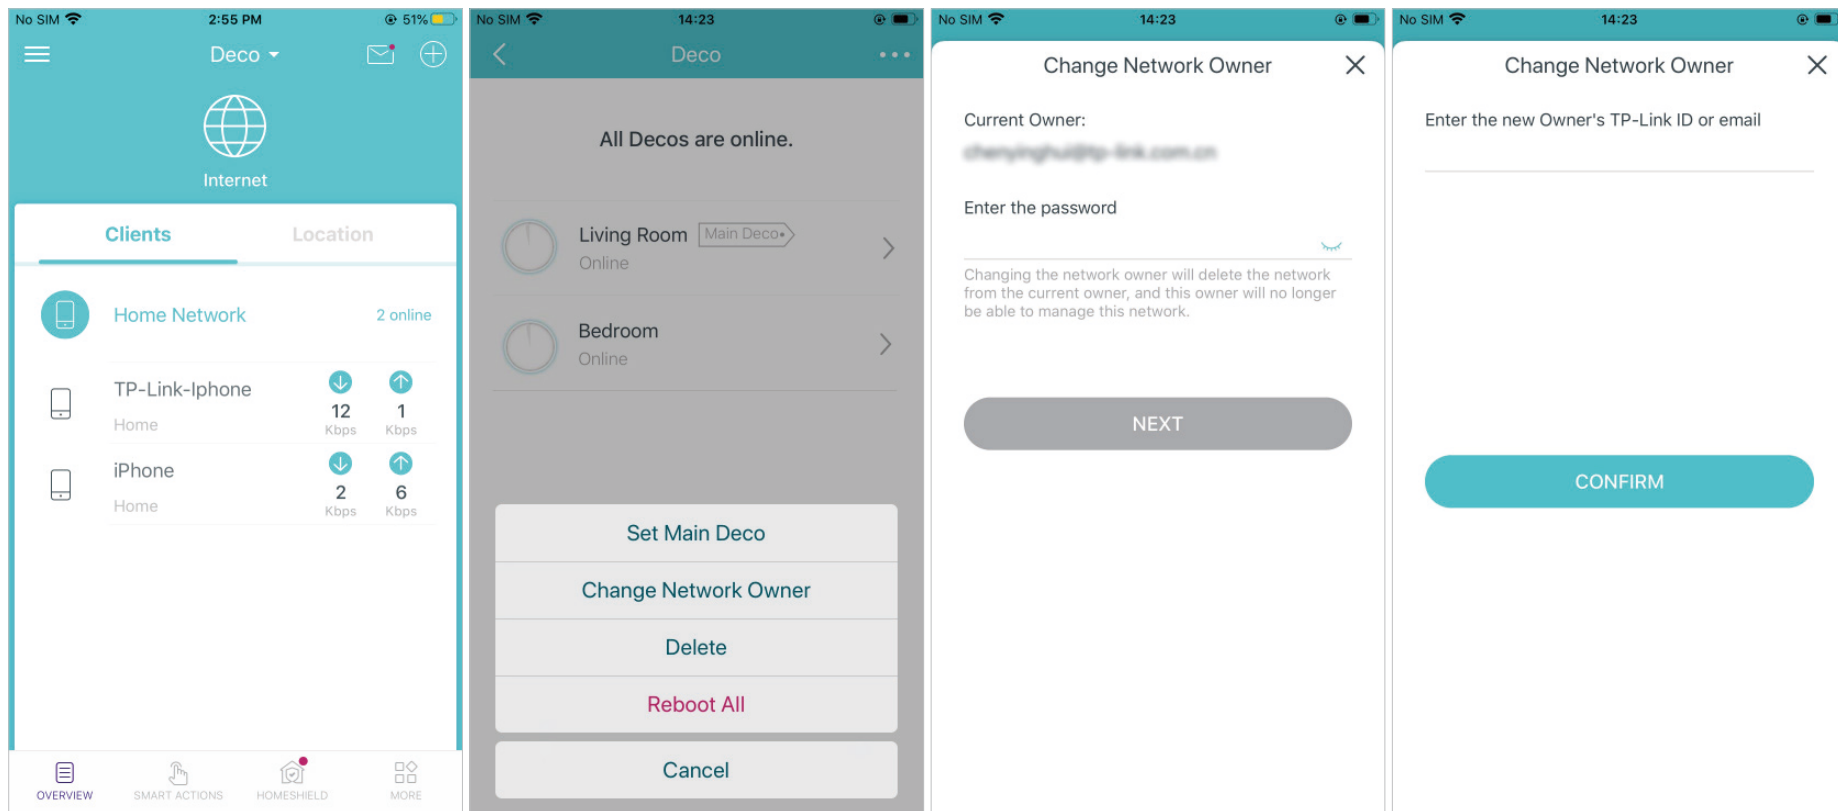 No SIM
2:55 PM
51%
Deco
Internet
Clients
Location
Home Network
2 online
TP-Link-Iphone
Home
12
Kbps
1
Kbps
iPhone
Home
2
Kbps
6
Kbps
OVERVIEW
SMART ACTIONS
HOMESHIELD
MORE
No SIM
14:23
Deco
All Decos are online.
Living Room
Main Deco
Online
Bedroom
Online
Set Main Deco
Change Network Owner
Delete
Reboot All
Cancel
No SIM
14:23
Change Network Owner
Current Owner:
Enter the password
Changing the network owner will delete the network
from the current owner, and this owner will no longer
be able to manage this network.
NEXT
No SIM
14:23
Change Network Owner
Enter the new Owner's TP-Link ID or email
CONFIRM